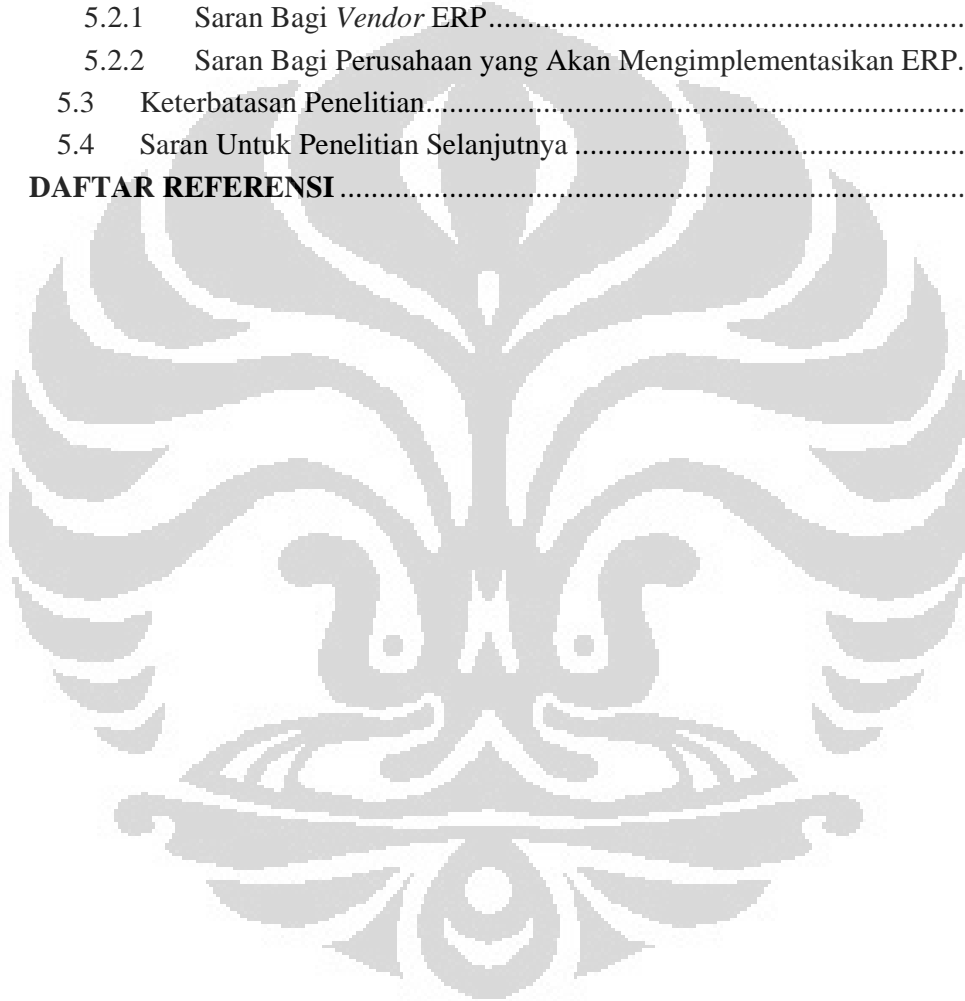 5.2.1 Saran Bagi Vendor ERP........................................................................
5.2.2 Saran Bagi Perusahaan yang Akan Mengimplementasikan ERP.
5.3 Keterbatasan Penelitian........................................................................
5.4 Saran Untuk Penelitian Selanjutnya ....................................................
DAFTAR REFERENSI ....................................................................................